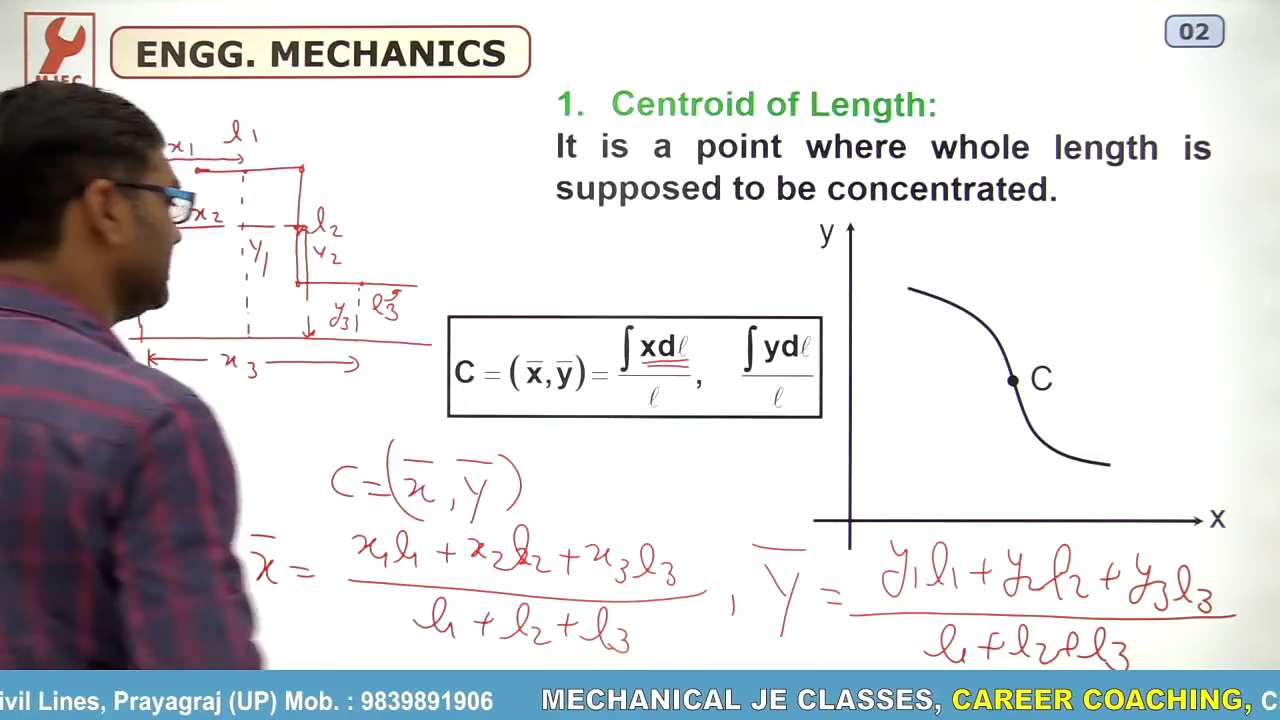 02
MJEC
ENGG. MECHANICS
1. Centroid of Length:
It is a point where whole length is
supposed to be concentrated.
x1 l1
x2 l2
y1 y2
y3 l3
x3
y
C
x
C = (x̄, ȳ) = ∫xdℓ / ℓ , ∫ydℓ / ℓ
C = (x̄, ȳ)
x̄ = x1l1 + x2l2 + x3l3 / l1 + l2 + l3 , ȳ = y1l1 + y2l2 + y3l3 / l1 + l2 + l3
ivil Lines, Prayagraj (UP) Mob. : 9839891906 MECHANICAL JE CLASSES, CAREER COACHING, C